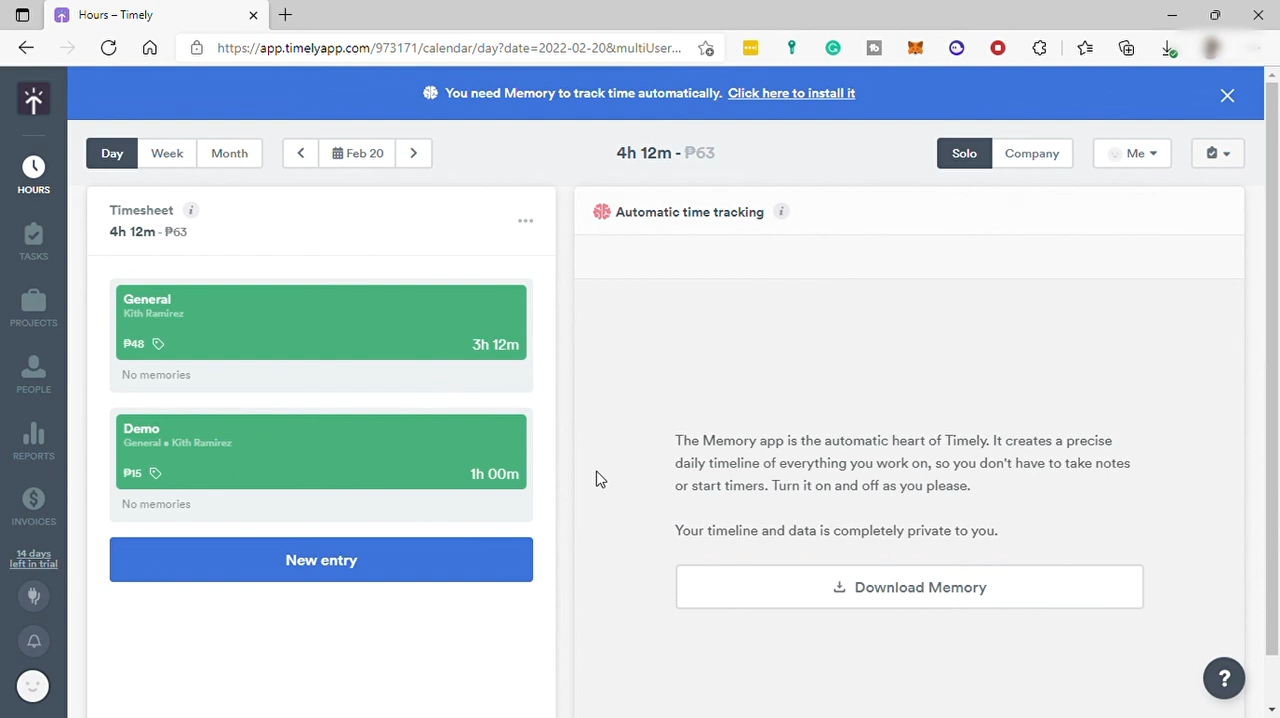 Hours – Timely
https://app.timelyapp.com/973171/calendar/day?date=2022-02-20&multiUser...
You need Memory to track time automatically. Click here to install it
Day Week Month Feb 20 4h 12m - ₱63 Solo Company Me
HOURS
TASKS
PROJECTS
PEOPLE
REPORTS
INVOICES
14 days
left in trial
Timesheet i
4h 12m - ₱63
General
Kith Ramirez
₱48 3h 12m
No memories
Demo
General ● Kith Ramirez
₱15 1h 00m
No memories
New entry
Automatic time tracking i
The Memory app is the automatic heart of Timely. It creates a precise
daily timeline of everything you work on, so you don't have to take notes
or start timers. Turn it on and off as you please.
Your timeline and data is completely private to you.
Download Memory
?